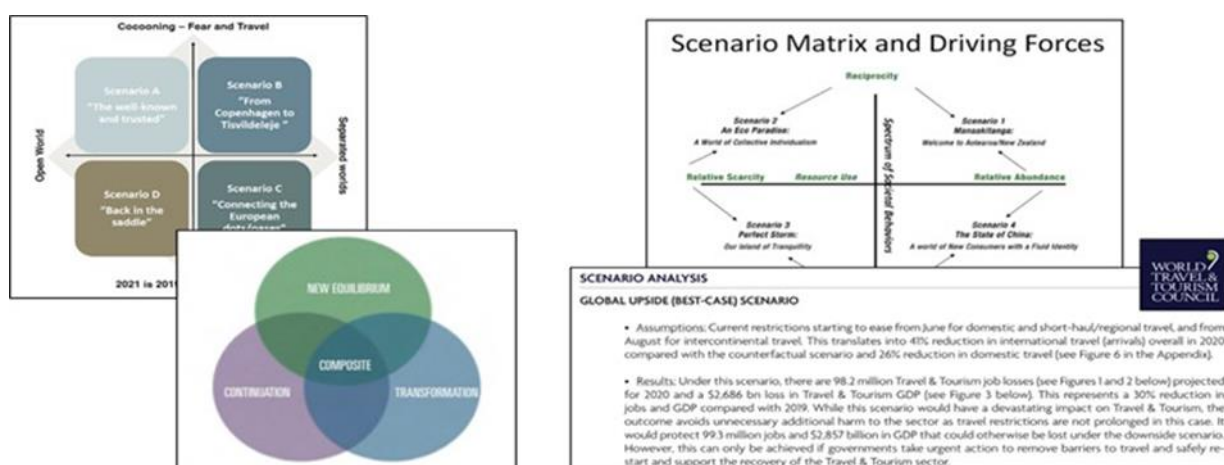 Cocooning – Fear and Travel
Scenario A
"The well-known
and trusted"
Scenario B
"From
Copenhagen to
Tisvildeleje "
Open World
Separated worlds
Scenario D
"Back in the
saddle"
Scenario C
"Connecting the
European
2021 is
NEW EQUILIBRIUM
COMPOSITE
CONTINUATION
TRANSFORMATION
Scenario Matrix and Driving Forces
Reciprocity
Scenario 2
An Eco Paradise:
A World of Collective Individualism
Spectrum of Societal Behaviors
Scenario 1
Manaakitanga:
Welcome to Aotearoa/New Zealand
Relative Scarcity
Resource Use
Relative Abundance
Scenario 3
Perfect Storm:
Our Island of Tranquility
Scenario 4
The State of China:
A world of New Consumers with a Fluid Identity
WORLD
TRAVEL &
TOURISM
COUNCIL
SCENARIO ANALYSIS
GLOBAL UPSIDE (BEST-CASE) SCENARIO
• Assumptions: Current restrictions starting to ease from June for domestic and short-haul/regional travel, and from
August for intercontinental travel. This translates into 41% reduction in international travel (arrivals) overall in 2020
compared with the counterfactual scenario and 26% reduction in domestic travel (see Figure 6 in the Appendix).
• Results: Under this scenario, there are 98.2 million Travel & Tourism job losses (see Figures 1 and 2 below) projected
for 2020 and a $2,686 bn loss in Travel & Tourism GDP (see Figure 3 below). This represents a 30% reduction in
jobs and GDP compared with 2019. While this scenario would have a devastating impact on Travel & Tourism, the
outcome avoids unnecessary additional harm to the sector as travel restrictions are not prolonged in this case. It
would protect 99.3 million jobs and $2,857 billion in GDP that could otherwise be lost under the downside scenario.
However, this can only be achieved if governments take urgent action to remove barriers to travel and safely re-
start and support the recovery of the Travel & Tourism sector.